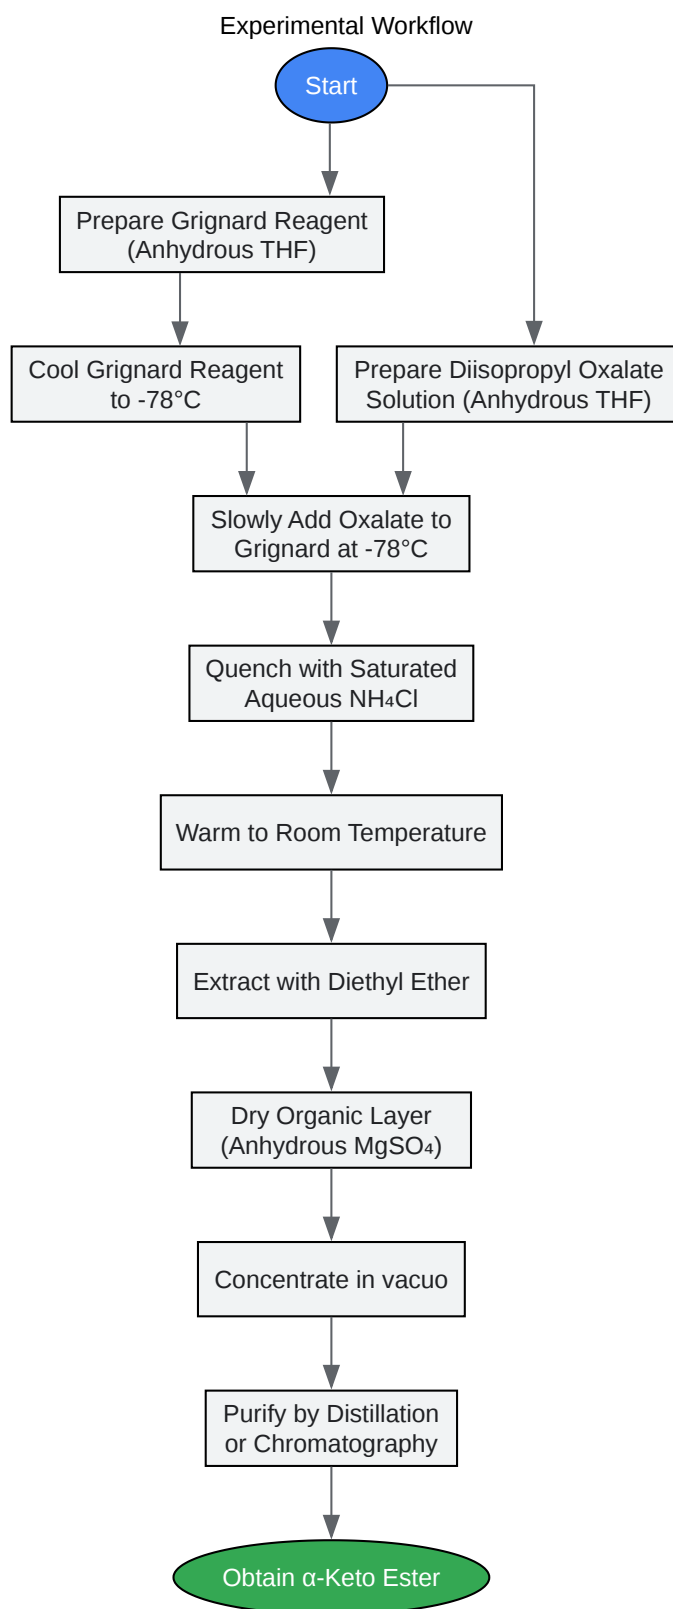 Experimental Workflow
Start
Prepare Grignard Reagent
(Anhydrous THF)
Cool Grignard Reagent
to -78°C
Prepare Diisopropyl Oxalate
Solution (Anhydrous THF)
Slowly Add Oxalate to
Grignard at -78°C
Quench with Saturated
Aqueous NH₄Cl
Warm to Room Temperature
Extract with Diethyl Ether
Dry Organic Layer
(Anhydrous MgSO₄)
Concentrate in vacuo
Purify by Distillation
or Chromatography
Obtain α-Keto Ester